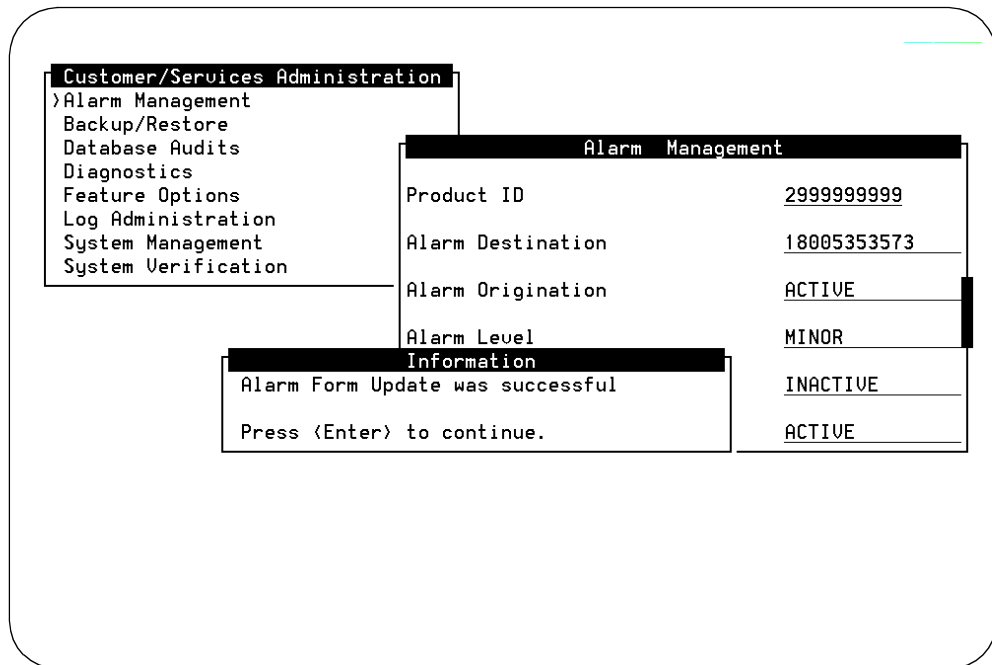 Customer/Services Administration
>Alarm Management
Backup/Restore
Database Audits
Diagnostics
Feature Options
Log Administration
System Management
System Verification
Alarm Management
Product ID 2999999999
Alarm Destination 18005353573
Alarm Origination ACTIVE
Alarm Level MINOR
INACTIVE
ACTIVE
Information
Alarm Form Update was successful
Press <Enter> to continue.